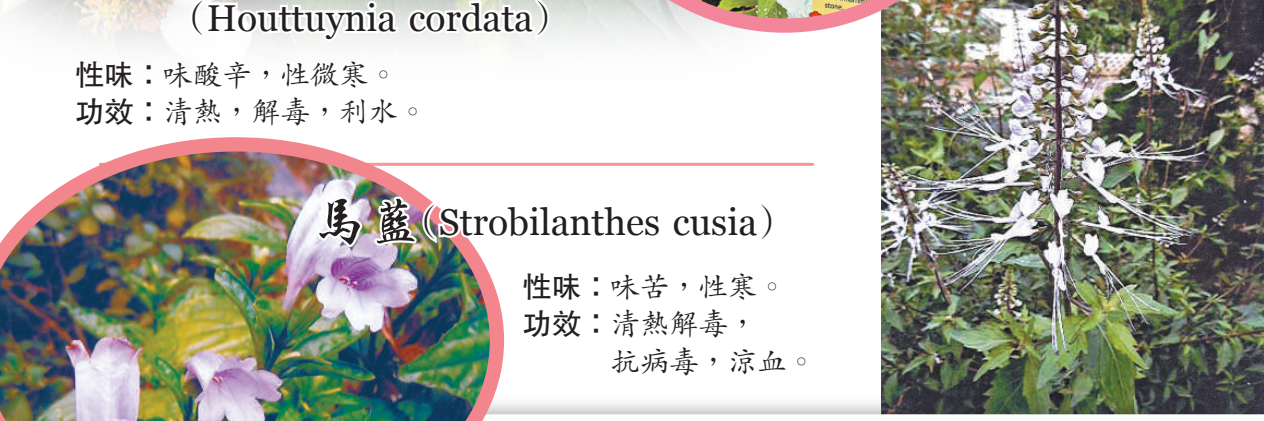 （Houttuynia cordata）
stone.
性味：味酸辛，性微寒。
功效：清熱，解毒，利水。
馬藍（Strobilanthes cusia）
性味：味苦，性寒。
功效：清熱解毒，
抗病毒，涼血。